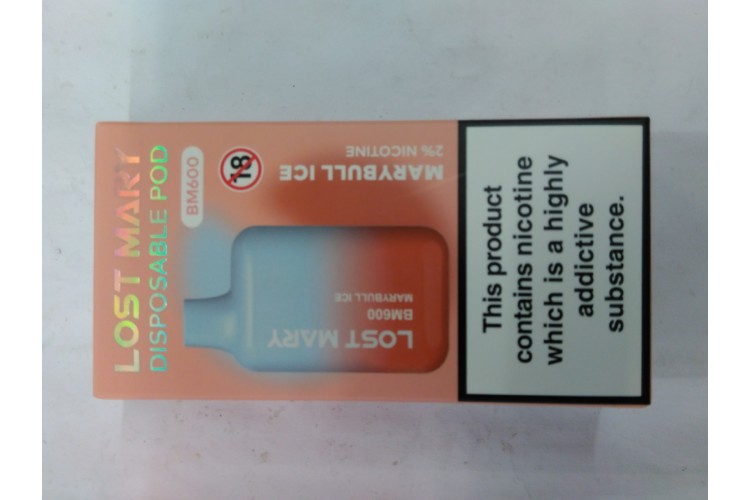 LOST MARY
DISPOSABLE POD
BM600
18
MARYBULL ICE
2% NICOTINE
LOST MARY
BM600
MARYBULL ICE
This product
contains nicotine
which is a highly
addictive
substance.